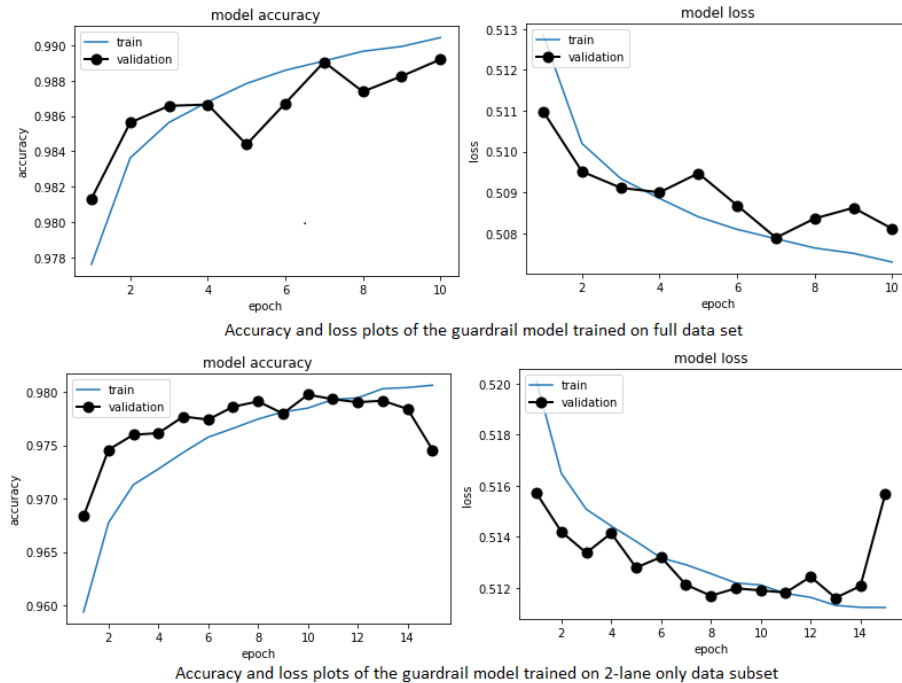 model accuracy
train
validation
0.990
0.988
0.986
0.984
0.982
0.980
0.978
accuracy
2 4 6 8 10
epoch
model loss
train
validation
0.513
0.512
0.511
0.510
0.509
0.508
loss
2 4 6 8 10
epoch
Accuracy and loss plots of the guardrail model trained on full data set
model accuracy
train
validation
0.980
0.975
0.970
0.965
0.960
accuracy
2 4 6 8 10 12 14
epoch
model loss
train
validation
0.520
0.518
0.516
0.514
0.512
loss
2 4 6 8 10 12 14
epoch
Accuracy and loss plots of the guardrail model trained on 2-lane only data subset